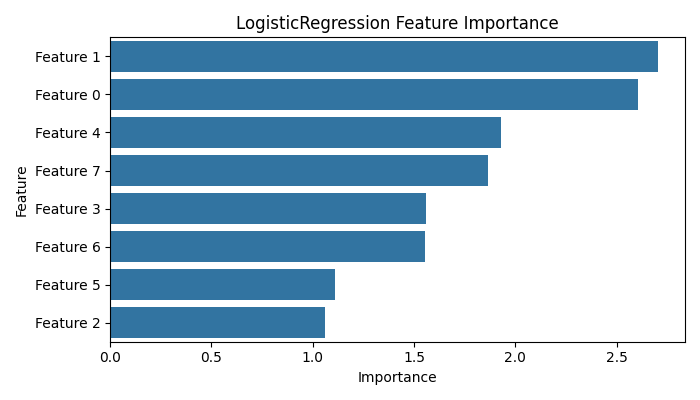 LogisticRegression Feature Importance
Feature 1
Feature 0
Feature 4
Feature 7
Feature 3
Feature 6
Feature 5
Feature 2
Feature
0.0 0.5 1.0 1.5 2.0 2.5
Importance